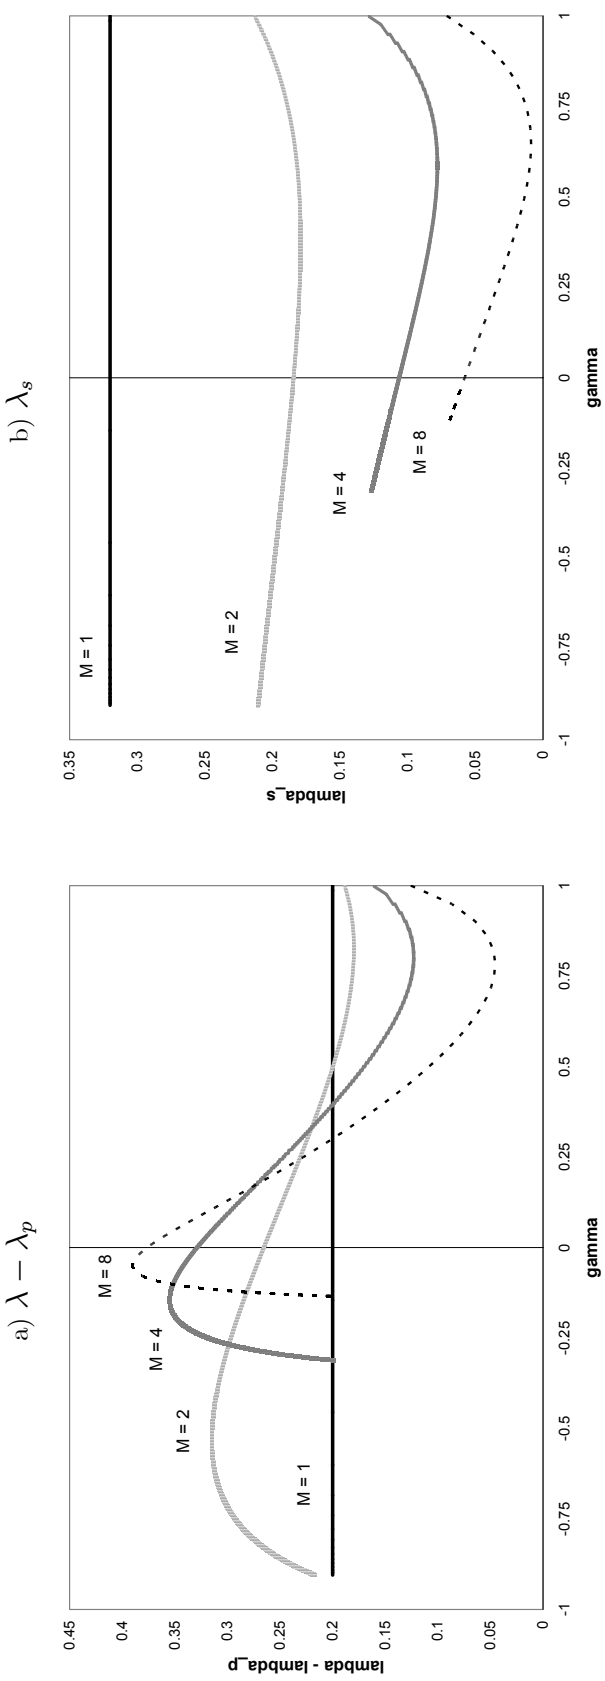 a) λ − λ_p
0.45
0.4
0.35
0.3
0.25
0.2
0.15
0.1
0.05
0
lambda - lambda_p
-1
-0.75
-0.5
-0.25
0
0.25
0.5
0.75
1
gamma
M = 1
M = 2
M = 4
M = 8
b) λ_s
0.35
0.3
0.25
0.2
0.15
0.1
0.05
0
lambda_s
-1
-0.75
-0.5
-0.25
0
0.25
0.5
0.75
1
gamma
M = 1
M = 2
M = 4
M = 8